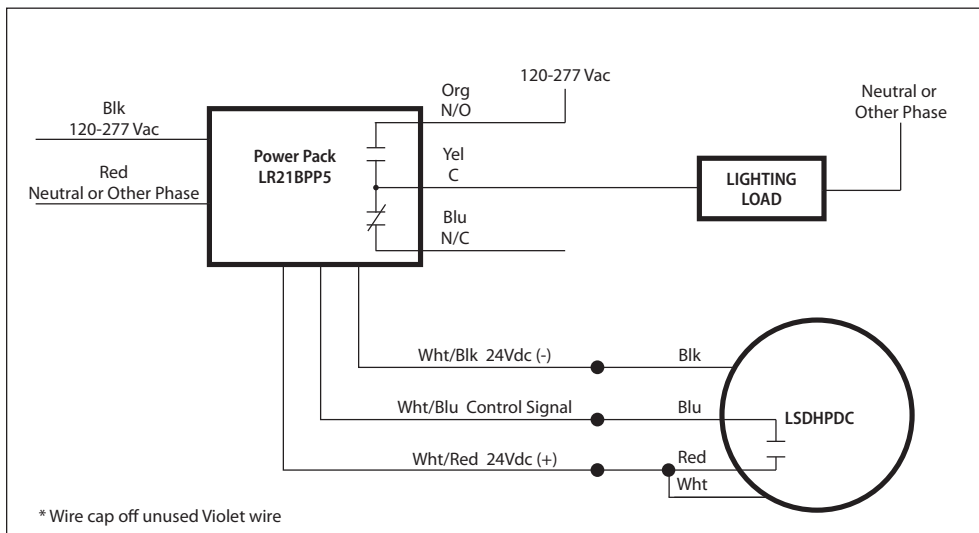 120-277 Vac
Org
N/O
Neutral or
Other Phase
Blk
120-277 Vac
Power Pack
LR21BPP5
Yel
C
Red
Neutral or Other Phase
LIGHTING
LOAD
Blu
N/C
Wht/Blk 24Vdc (-)
Blk
Wht/Blu Control Signal
Blu
LSDHPDC
Wht/Red 24Vdc (+)
Red
Wht
* Wire cap off unused Violet wire